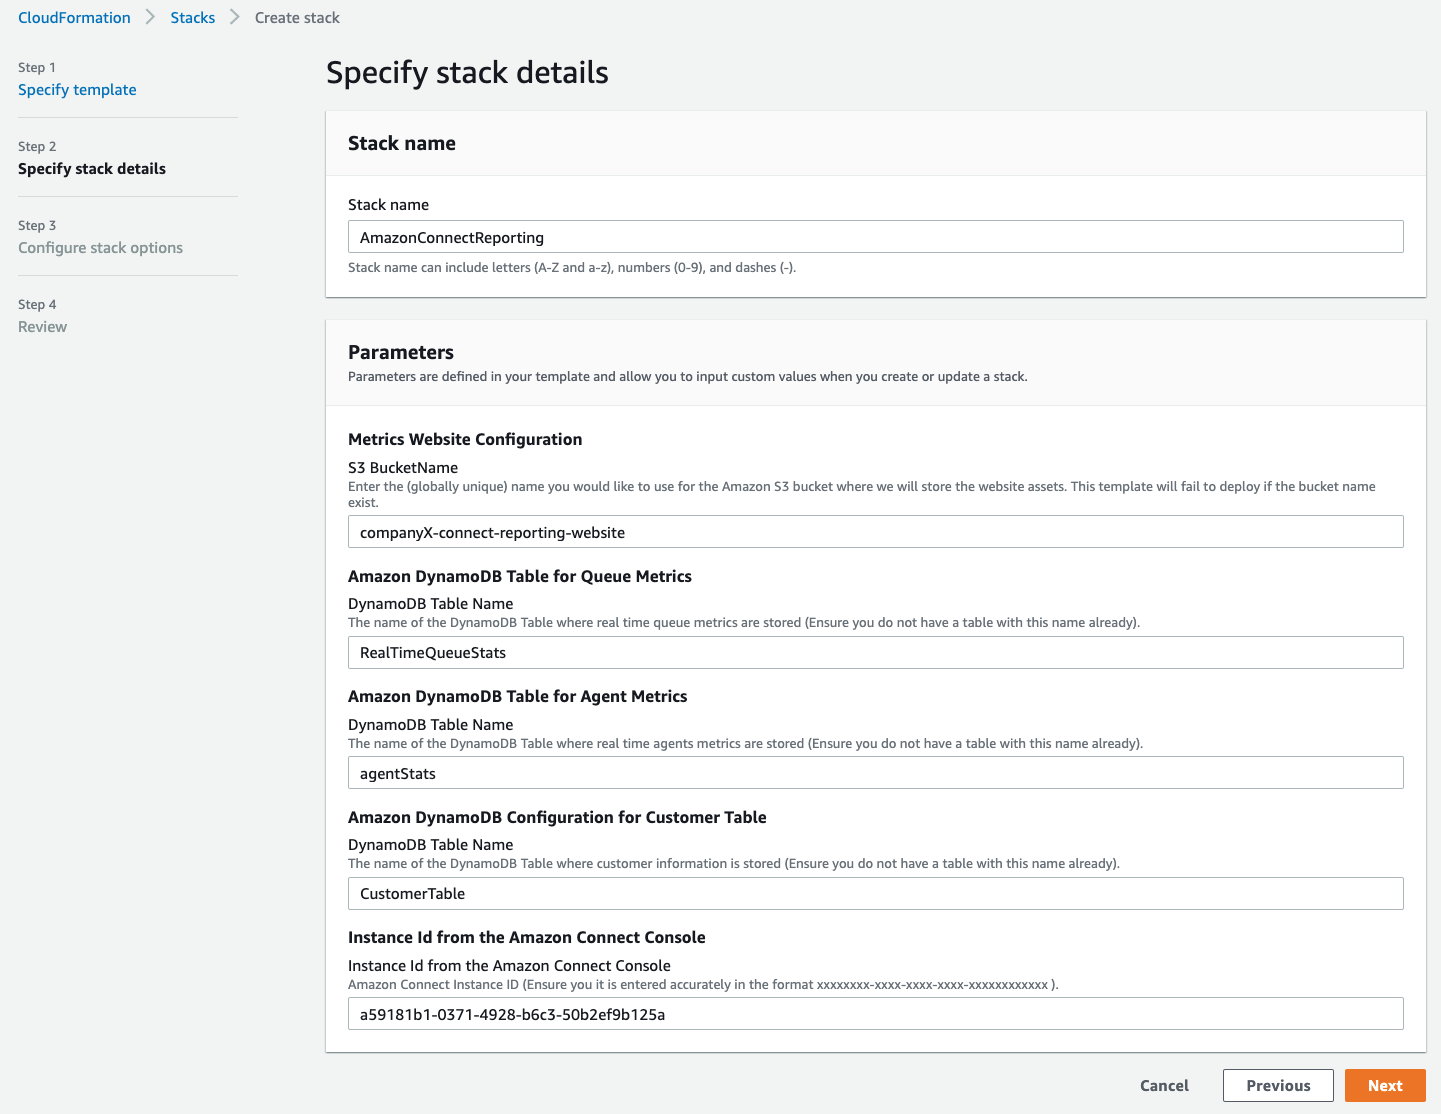 CloudFormation > Stacks > Create stack
Step 1
Specify template
Step 2
Specify stack details
Step 3
Configure stack options
Step 4
Review
Specify stack details
Stack name
Stack name
AmazonConnectReporting
Stack name can include letters (A-Z and a-z), numbers (0-9), and dashes (-).
Parameters
Parameters are defined in your template and allow you to input custom values when you create or update a stack.
Metrics Website Configuration
S3 BucketName
Enter the (globally unique) name you would like to use for the Amazon S3 bucket where we will store the website assets. This template will fail to deploy if the bucket name
exist.
companyX-connect-reporting-website
Amazon DynamoDB Table for Queue Metrics
DynamoDB Table Name
The name of the DynamoDB Table where real time queue metrics are stored (Ensure you do not have a table with this name already).
RealTimeQueueStats
Amazon DynamoDB Table for Agent Metrics
DynamoDB Table Name
The name of the DynamoDB Table where real time agents metrics are stored (Ensure you do not have a table with this name already).
agentStats
Amazon DynamoDB Configuration for Customer Table
DynamoDB Table Name
The name of the DynamoDB Table where customer information is stored (Ensure you do not have a table with this name already).
CustomerTable
Instance Id from the Amazon Connect Console
Instance Id from the Amazon Connect Console
Amazon Connect Instance ID (Ensure you it is entered accurately in the format xxxxxxxx-xxxx-xxxx-xxxx-xxxxxxxxxxxx ).
a59181b1-0371-4928-b6c3-50b2ef9b125a
Cancel
Previous
Next